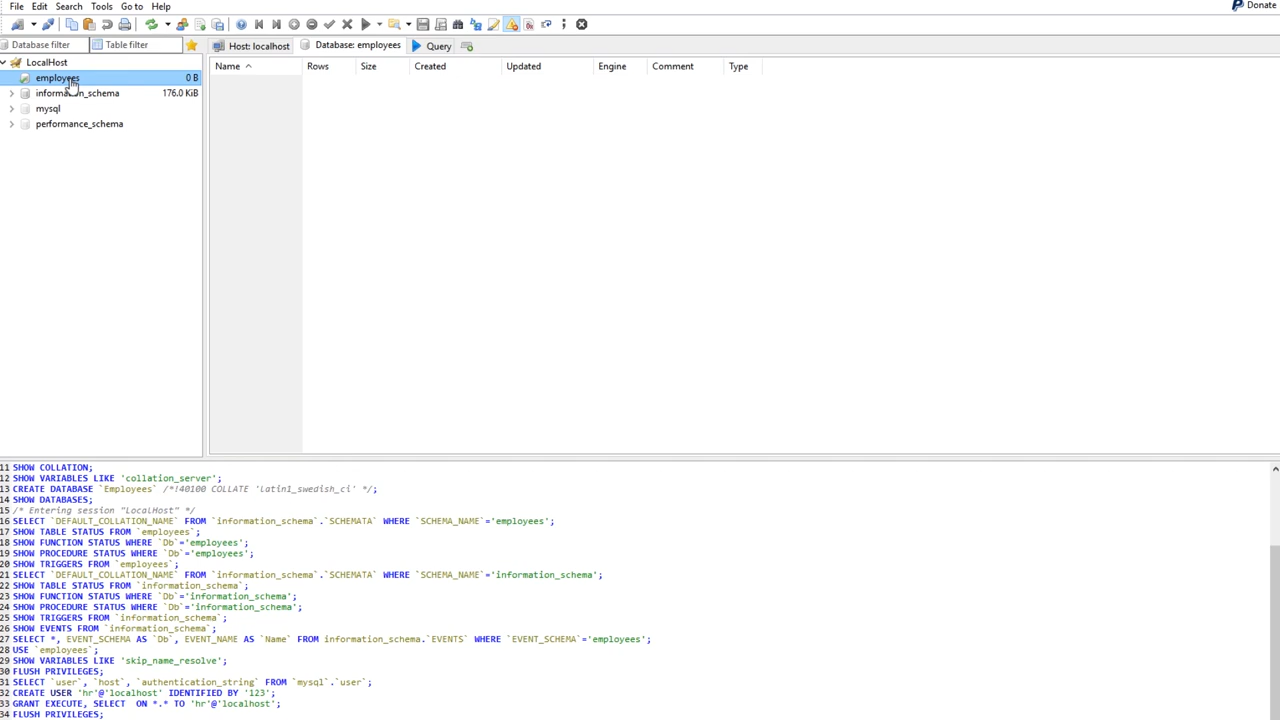 File Edit Search Tools Go to Help Donate
Database filter Table filter Host: localhost Database: employees Query
LocalHost Name Rows Size Created Updated Engine Comment Type
employees 0 B
information_schema 176.0 KiB
mysql
performance_schema
11 SHOW COLLATION;
12 SHOW VARIABLES LIKE 'collation_server';
13 CREATE DATABASE `Employees` /*!40100 COLLATE 'latin1_swedish_ci' */;
14 SHOW DATABASES;
15 /* Entering session "LocalHost" */
16 SELECT `DEFAULT_COLLATION_NAME` FROM `information_schema`.`SCHEMATA` WHERE `SCHEMA_NAME`='employees';
17 SHOW TABLE STATUS FROM `employees`;
18 SHOW FUNCTION STATUS WHERE `Db`='employees';
19 SHOW PROCEDURE STATUS WHERE `Db`='employees';
20 SHOW TRIGGERS FROM `employees`;
21 SELECT `DEFAULT_COLLATION_NAME` FROM `information_schema`.`SCHEMATA` WHERE `SCHEMA_NAME`='information_schema';
22 SHOW TABLE STATUS FROM `information_schema`;
23 SHOW FUNCTION STATUS WHERE `Db`='information_schema';
24 SHOW PROCEDURE STATUS WHERE `Db`='information_schema';
25 SHOW TRIGGERS FROM `information_schema`;
26 SHOW EVENTS FROM `information_schema`;
27 SELECT *, EVENT_SCHEMA AS `Db`, EVENT_NAME AS `Name` FROM information_schema.`EVENTS` WHERE `EVENT_SCHEMA`='employees';
28 USE `employees`;
29 SHOW VARIABLES LIKE 'skip_name_resolve';
30 FLUSH PRIVILEGES;
31 SELECT `user`, `host`, `authentication_string` FROM `mysql`.`user`;
32 CREATE USER 'hr'@'localhost' IDENTIFIED BY '123';
33 GRANT EXECUTE, SELECT  ON *.* TO 'hr'@'localhost';
34 FLUSH PRIVILEGES;